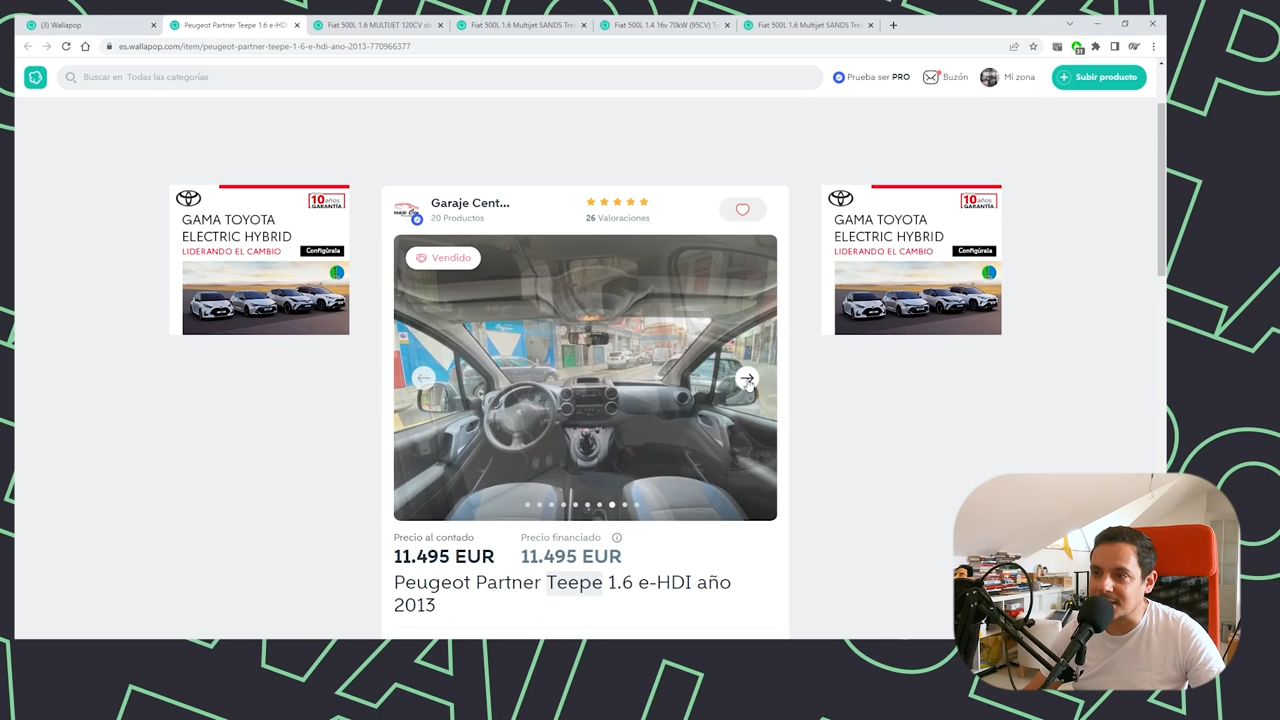 (3) Wallapop
Peugeot Partner Teepe 1.6 e-HDI
Fiat 500L 1.6 MULTIJET 120CV de
Fiat 500L 1.6 Multijet SANDS Tre
Fiat 500L 1.4 16v 70kW (95CV) Tr
Fiat 500L 1.6 Multijet SANDS Tre
es.wallapop.com/item/peugeot-partner-teepe-1-6-e-hdi-ano-2013-770966377
Buscar en Todas las categorías
Prueba ser PRO
Buzón
Mi zona
Subir producto
10 años
GARANTÍA
GAMA TOYOTA
ELECTRIC HYBRID
LIDERANDO EL CAMBIO
Configúrala
Garaje Cent...
20 Productos
26 Valoraciones
Vendido
10 años
GARANTÍA
GAMA TOYOTA
ELECTRIC HYBRID
LIDERANDO EL CAMBIO
Configúrala
Precio al contado
Precio financiado
11.495 EUR
11.495 EUR
Peugeot Partner Teepe 1.6 e-HDI año
2013